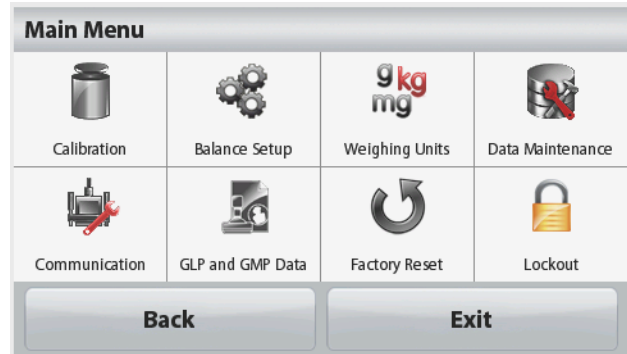 Main Menu
g kg
mg
Calibration
Balance Setup
Weighing Units
Data Maintenance
Communication
GLP and GMP Data
Factory Reset
Lockout
Back
Exit